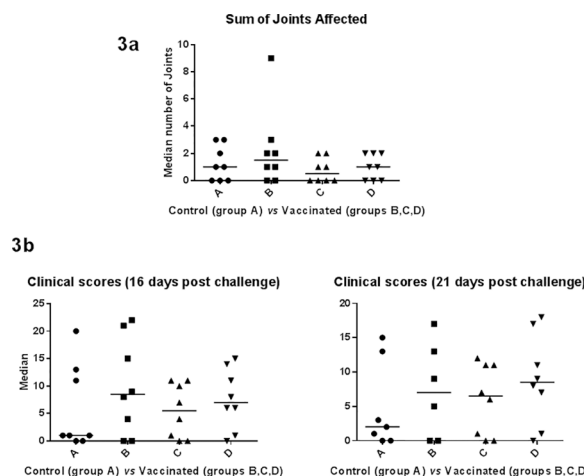 Sum of Joints Affected
3a
Median number of Joints
10
8
6
4
2
0
A
B
C
D
Control (group A) vs Vaccinated (groups B,C,D)
3b
Clinical scores (16 days post challenge)
Median
25
20
15
10
5
0
A
B
C
D
Control (group A) vs Vaccinated (groups B,C,D)
Clinical scores (21 days post challenge)
20
15
10
5
0
A
B
C
D
Control (group A) vs Vaccinated (groups B,C,D)